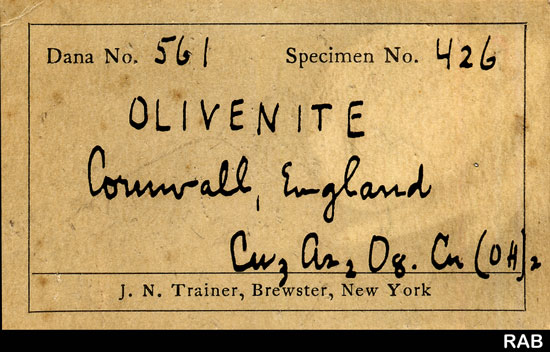 Dana No. 561 Specimen No. 426
OLIVENITE
Cornwall, England
Cu3 As2 O8. Cu (OH)2
J. N. Trainer, Brewster, New York
RAB